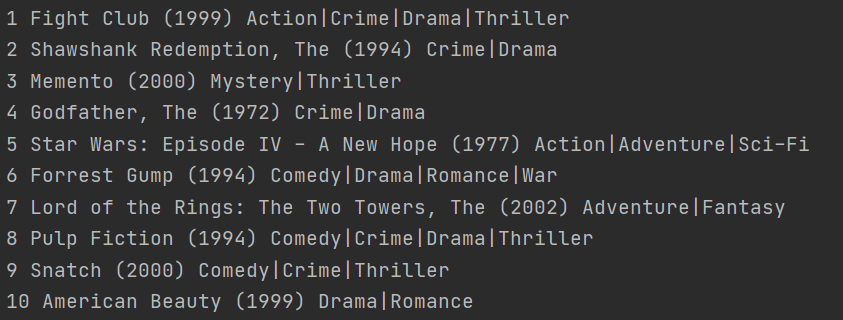 1 Fight Club (1999) Action|Crime|Drama|Thriller
2 Shawshank Redemption, The (1994) Crime|Drama
3 Memento (2000) Mystery|Thriller
4 Godfather, The (1972) Crime|Drama
5 Star Wars: Episode IV - A New Hope (1977) Action|Adventure|Sci-Fi
6 Forrest Gump (1994) Comedy|Drama|Romance|War
7 Lord of the Rings: The Two Towers, The (2002) Adventure|Fantasy
8 Pulp Fiction (1994) Comedy|Crime|Drama|Thriller
9 Snatch (2000) Comedy|Crime|Thriller
10 American Beauty (1999) Drama|Romance